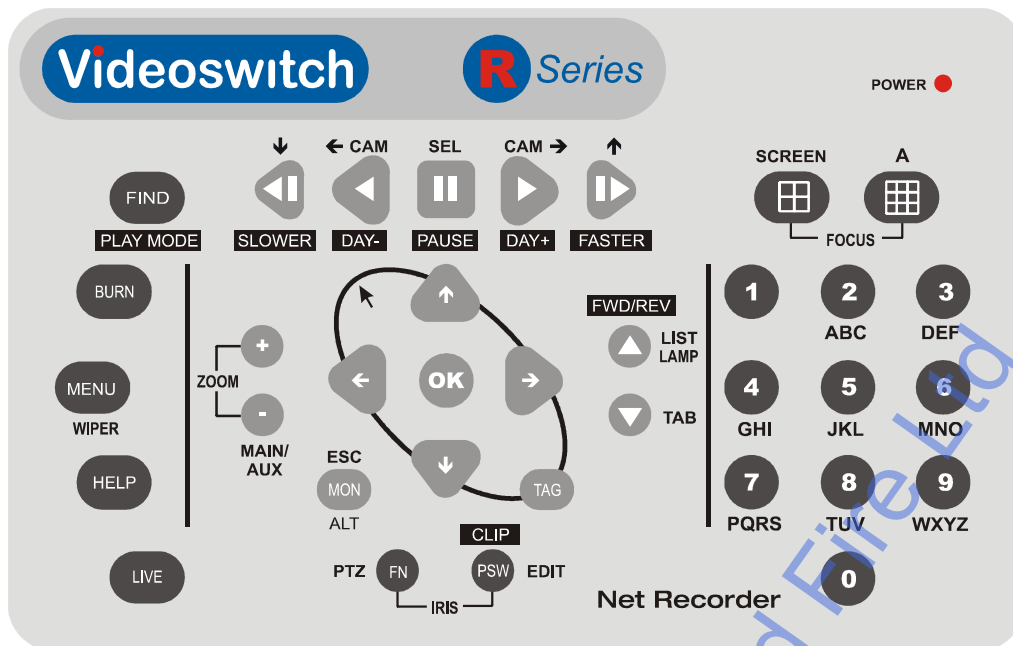 Videoswitch
R Series
POWER
← CAM SEL CAM →
SCREEN A
FIND
PLAY MODE SLOWER DAY- PAUSE DAY+ FASTER
FOCUS
BURN
FWD/REV
1 2 3
ABC DEF
LIST
LAMP
+
ZOOM
-
MAIN/
AUX
OK
MENU
WIPER
TAB
4 5 6
GHI JKL MNO
HELP
ESC
MON
ALT
TAG
7 8 9
PQRS TUV WXYZ
CLIP
LIVE
PTZ FN PSW EDIT
IRIS
0
Net Recorder
d Fire Ltd